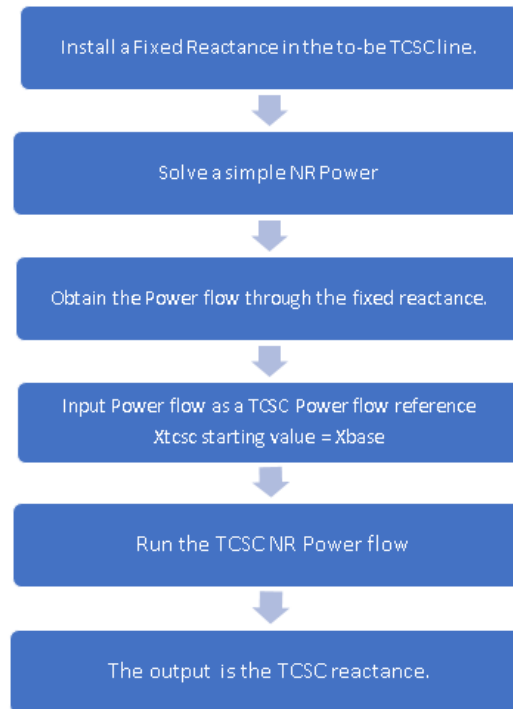 Install a Fixed Reactance in the to-be TCSC line.
Solve a simple NR Power
Obtain the Power flow through the fixed reactance.
Input Power flow as a TCSC Power flow reference
Xtcsc starting value = Xbase
Run the TCSC NR Power flow
The output is the TCSC reactance.